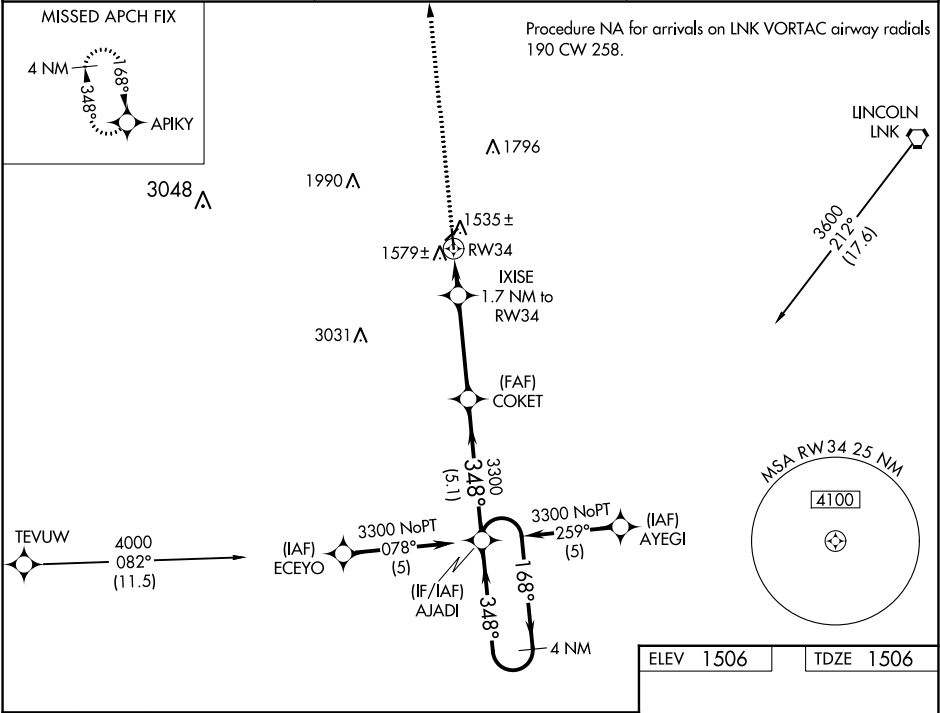 MISSED APCH FIX
4 NM
168°
348°
APIKY
Procedure NA for arrivals on LNK VORTAC airway radials
190 CW 258.
LINCOLN
LNK
3600
212°
(17.6)
1796
3048
1990
1535 ±
1579 ±
RW34
IXISE
1.7 NM to
RW34
3031
(FAF)
COKET
3300
348°
(5.1)
MSA RW 34 25 NM
4100
TEVUW
4000
082°
(11.5)
(IAF)
ECEYO
3300 NoPT
078°
(5)
3300 NoPT
259°
(5)
(IAF)
AYEGI
(IF/IAF)
AJADI
348°
168°
4 NM
ELEV 1506
TDZE 1506